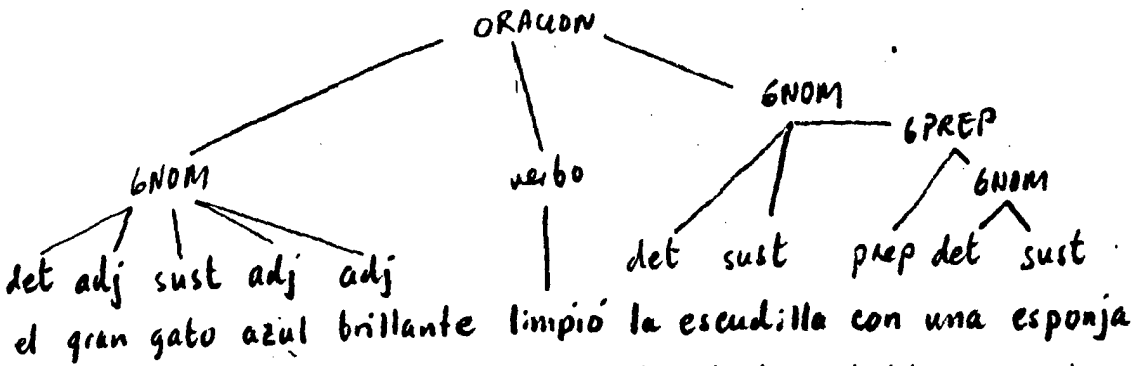 ORACION
GNOM
GPREP
GNOM verbo GNOM
det adj sust adj adj det sust prep det sust
el gran gato azul brillante limpió la escudilla con una esponja